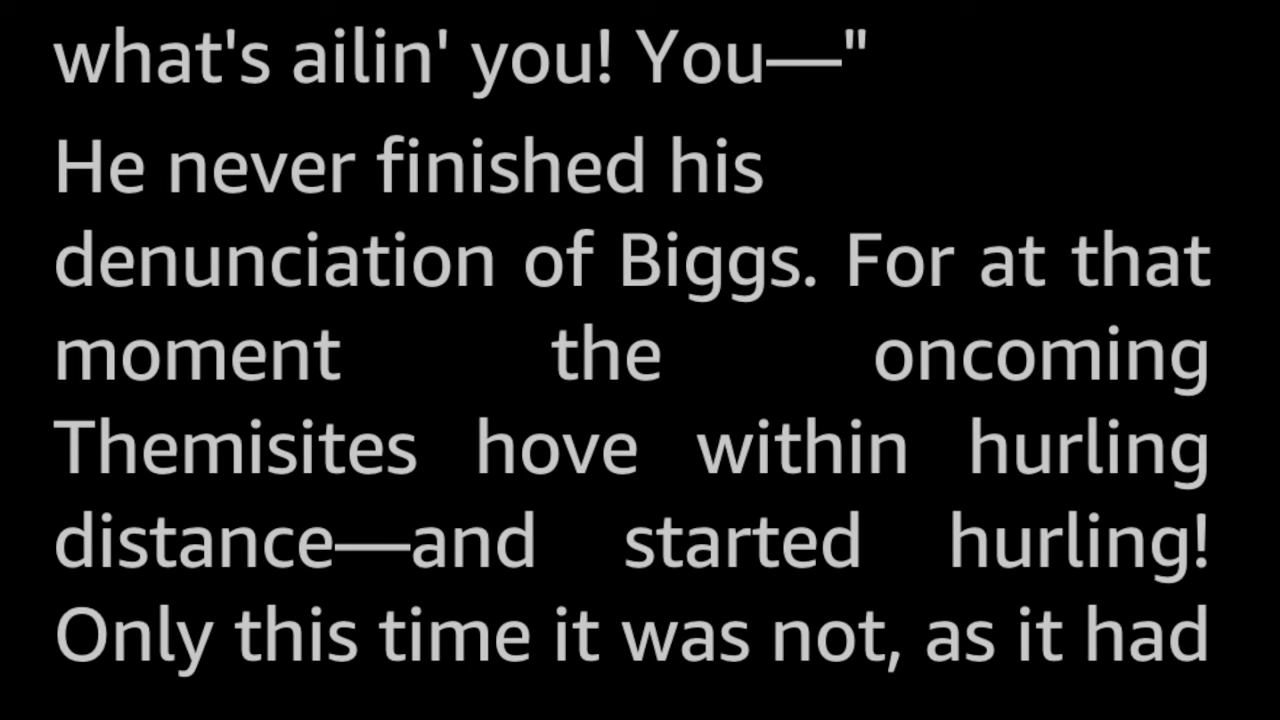 what's ailin' you! You—"
He never finished his
denunciation of Biggs. For at that
moment the oncoming
Themisites hove within hurling
distance—and started hurling!
Only this time it was not, as it had